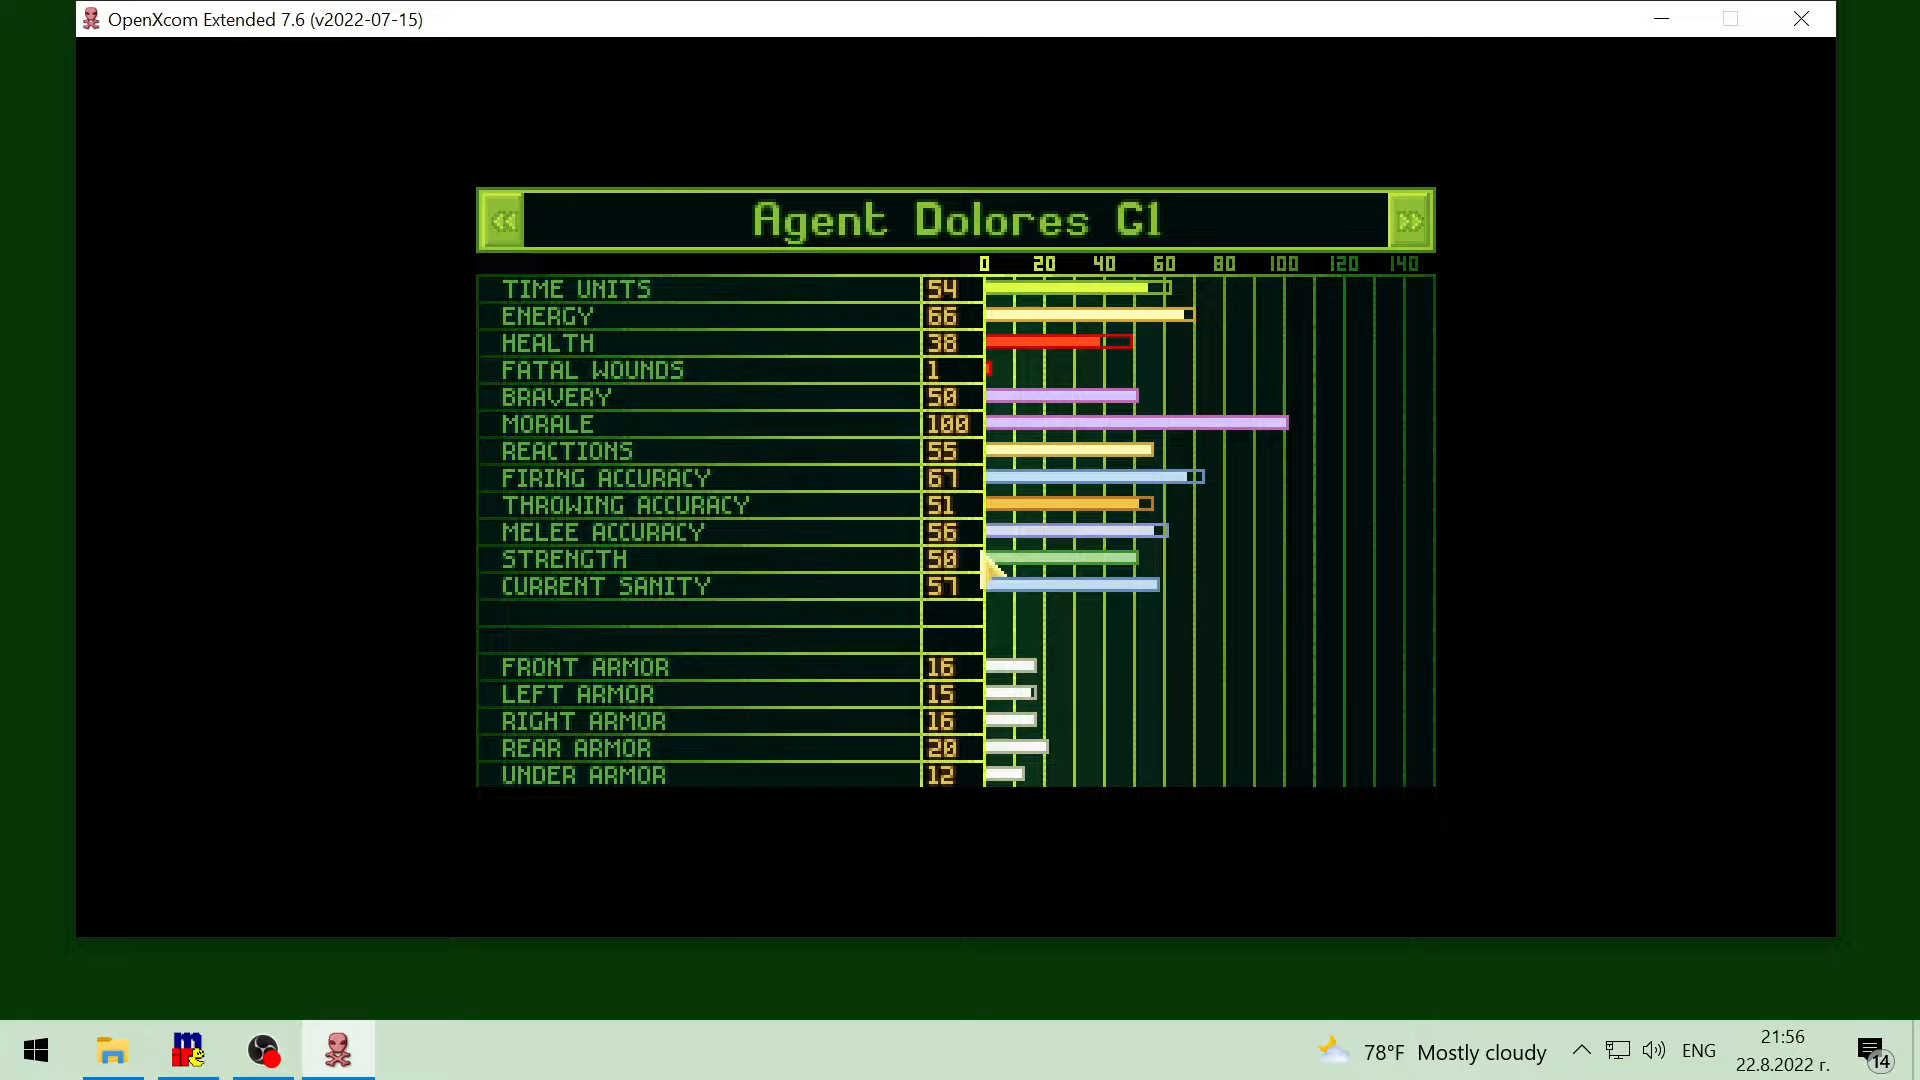 OpenXcom Extended 7.6 (v2022-07-15)
Agent Dolores G1
0 20 40 60 80 100 120 140
TIME UNITS 54
ENERGY 66
HEALTH 38
FATAL WOUNDS 1
BRAVERY 50
MORALE 100
REACTIONS 55
FIRING ACCURACY 67
THROWING ACCURACY 51
MELEE ACCURACY 56
STRENGTH 50
CURRENT SANITY 57
FRONT ARMOR 16
LEFT ARMOR 15
RIGHT ARMOR 16
REAR ARMOR 20
UNDER ARMOR 12
78°F Mostly cloudy ENG
21:56
22.8.2022 г.
14